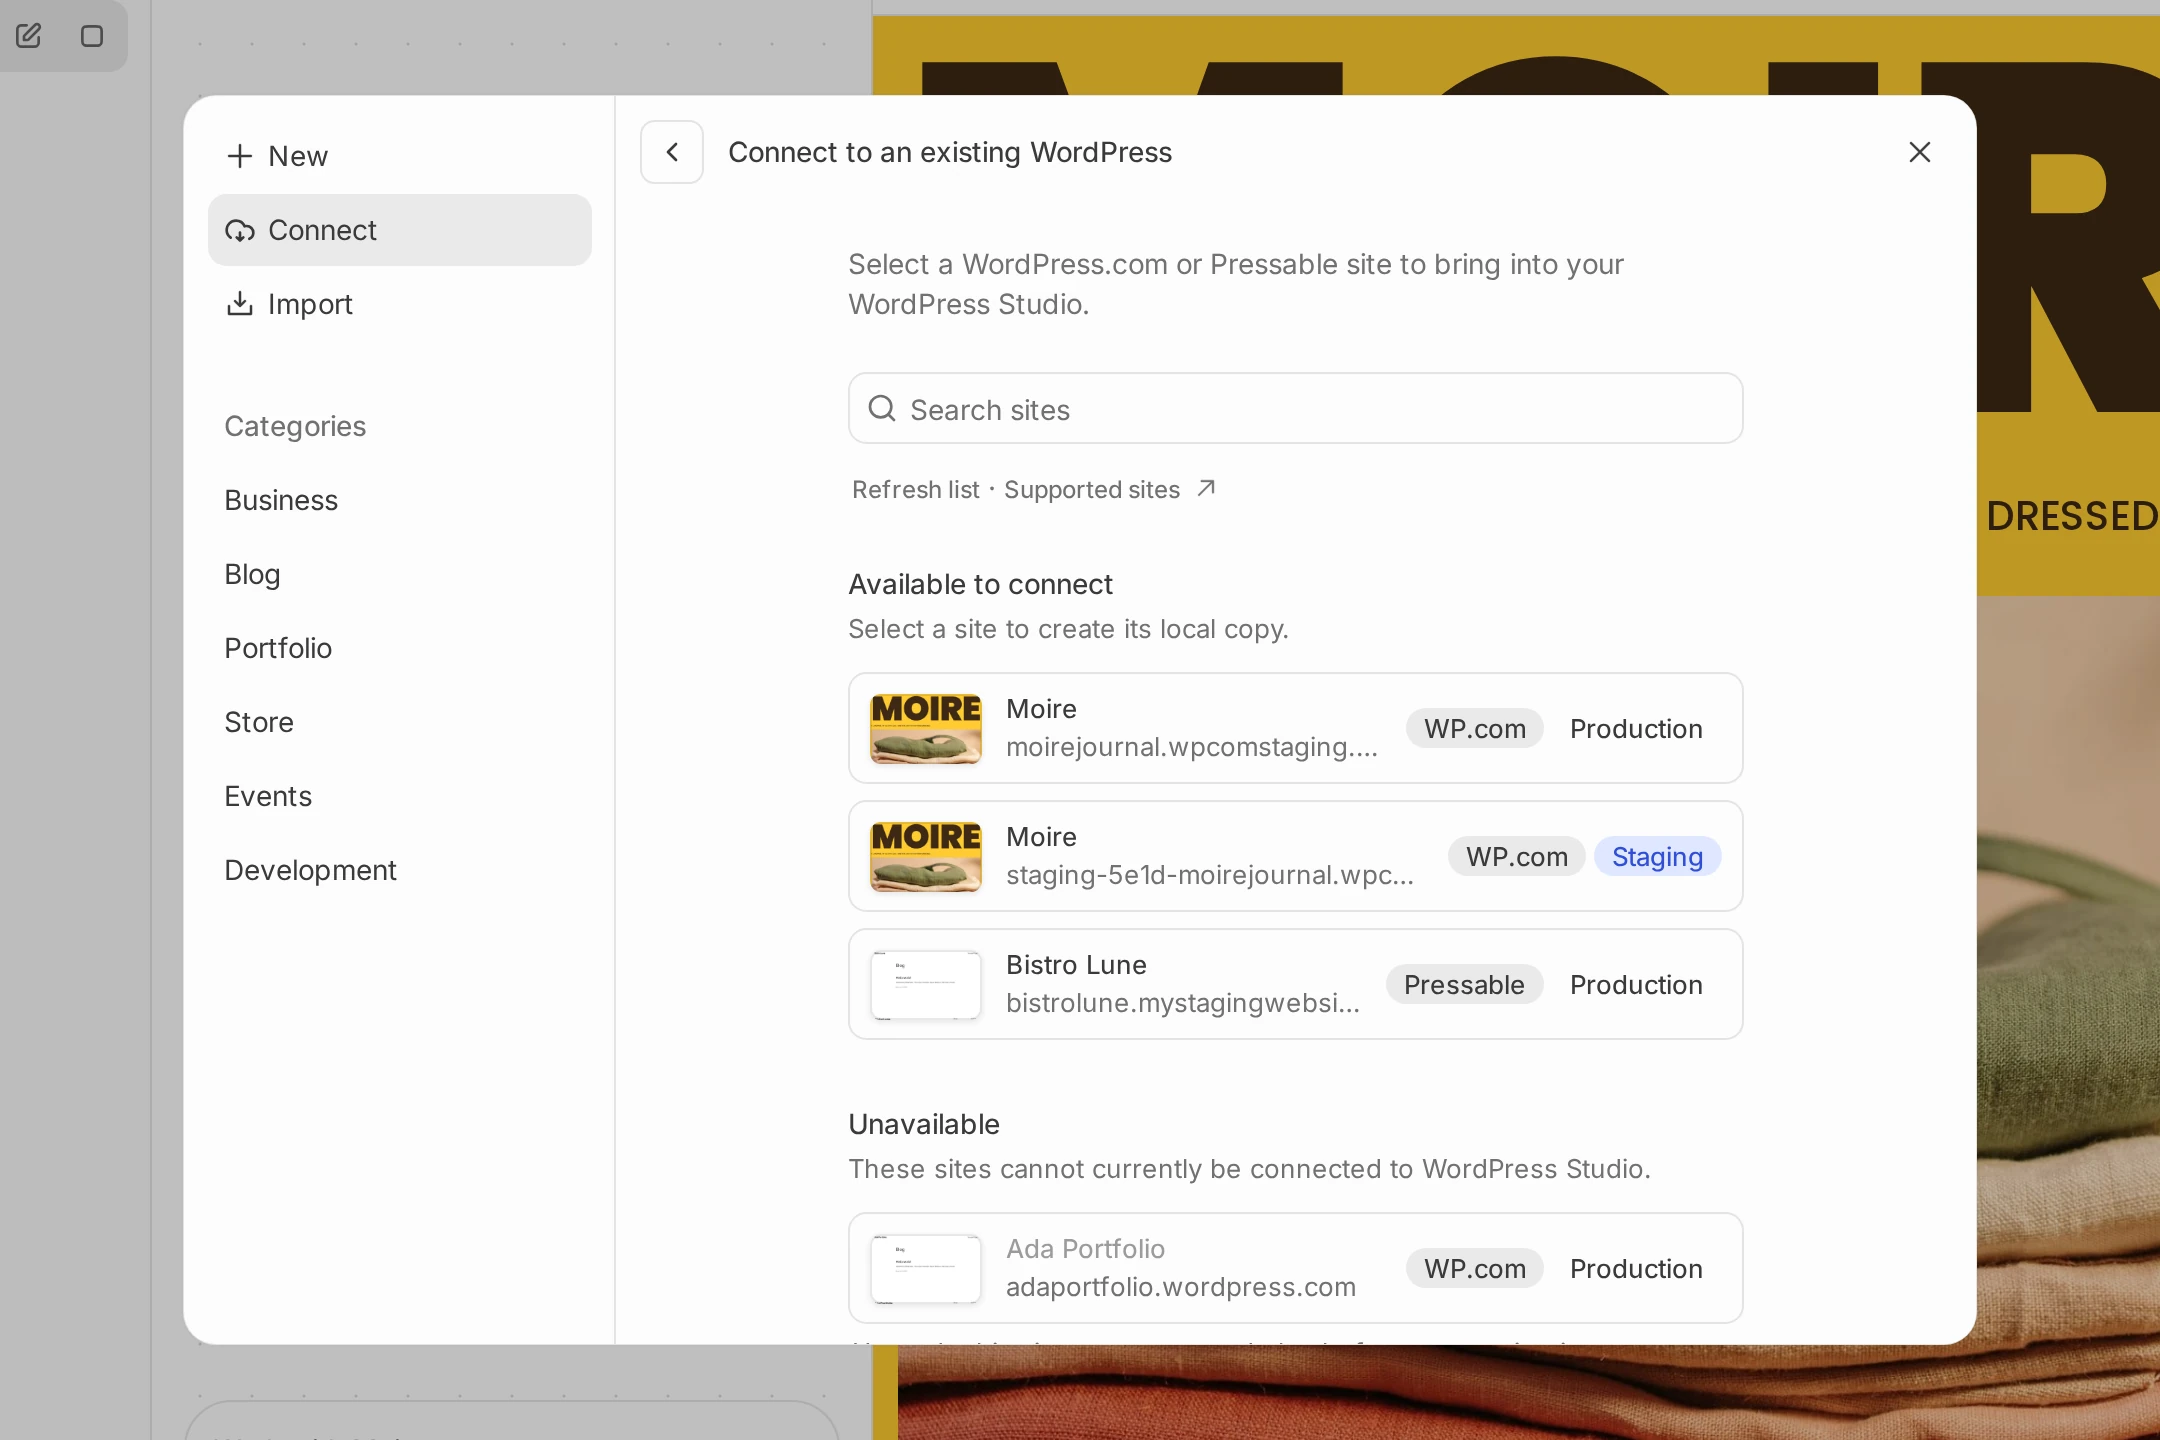 New
Connect
Import
Categories
Business
Blog
Portfolio
Store
Events
Development
Connect to an existing WordPress
Select a WordPress.com or Pressable site to bring into your
WordPress Studio.
Search sites
Refresh list · Supported sites
Available to connect
Select a site to create its local copy.
MOIRE
Moire
moirejournal.wpcomstaging....
WP.com
Production
MOIRE
Moire
staging-5e1d-moirejournal.wpc...
WP.com
Staging
Blog
Bistro Lune
bistrolune.mystagingwebsi...
Pressable
Production
Unavailable
These sites cannot currently be connected to WordPress Studio.
Blog
Ada Portfolio
adaportfolio.wordpress.com
WP.com
Production
DRESSED